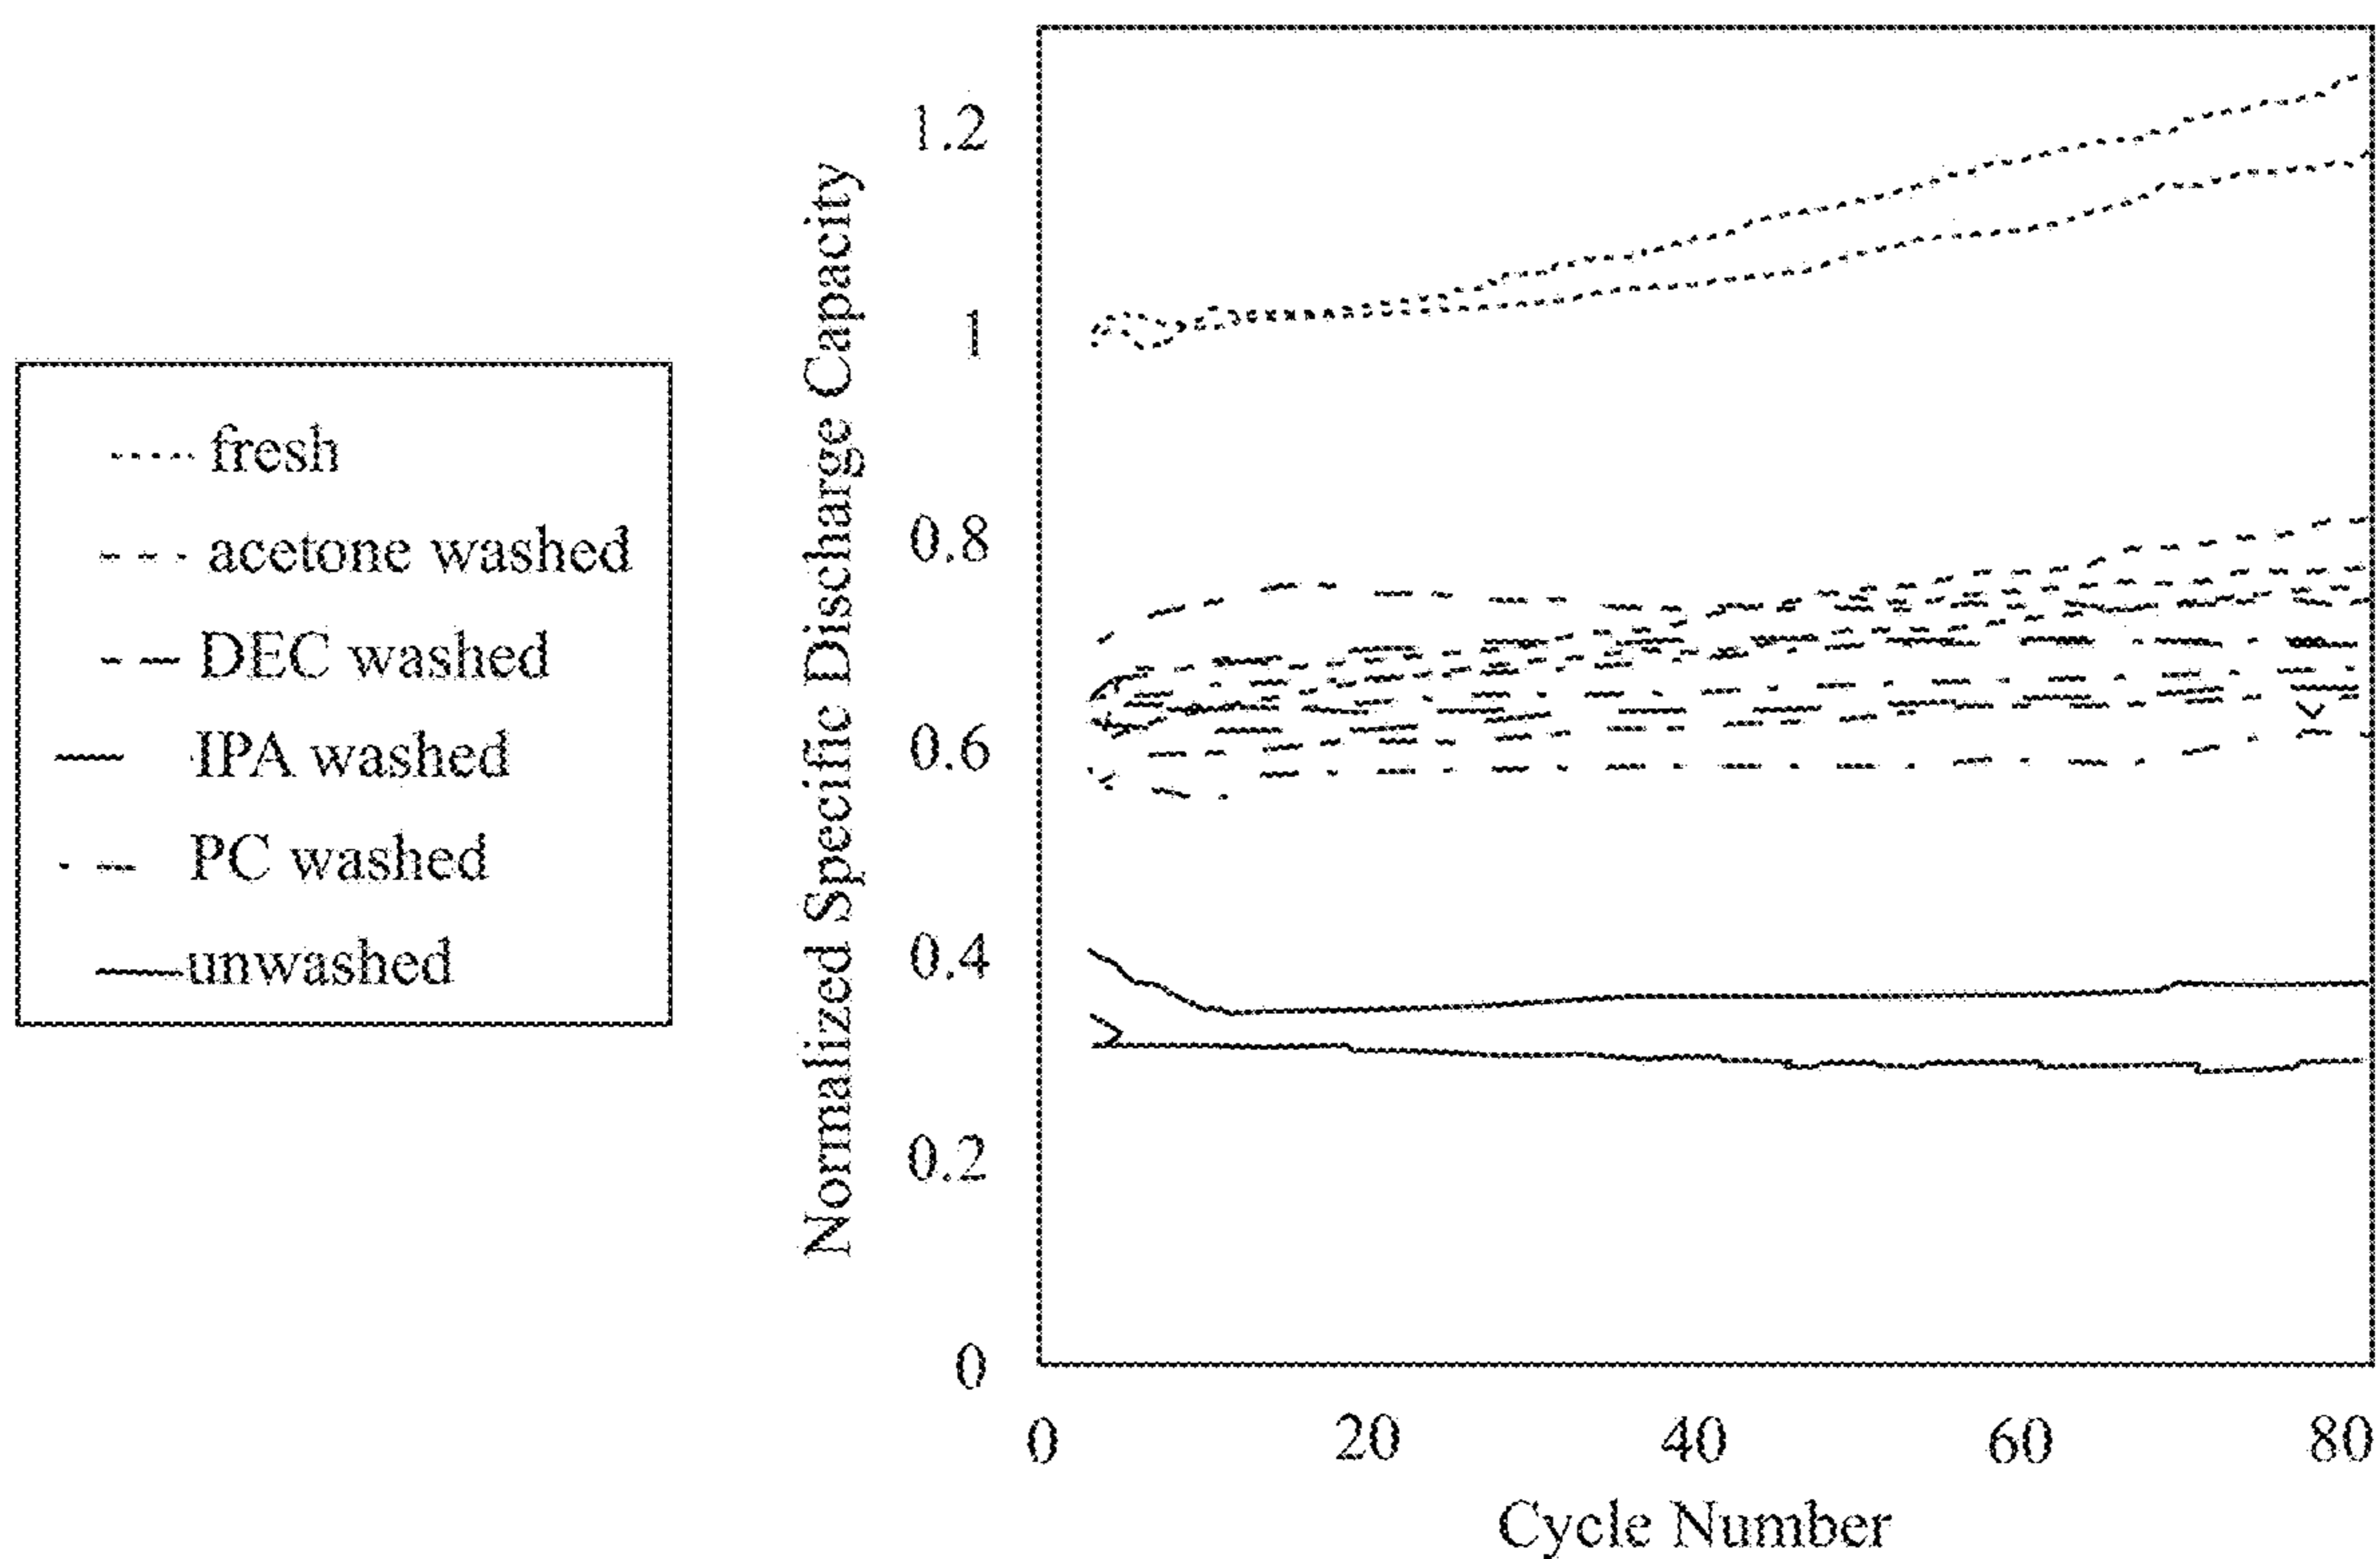 fresh
acetone washed
DEC washed
IPA washed
PC washed
unwashed
Normalized Specific Discharge Capacity
1.2
1
0.8
0.6
0.4
0.2
0
0 20 40 60 80
Cycle Number